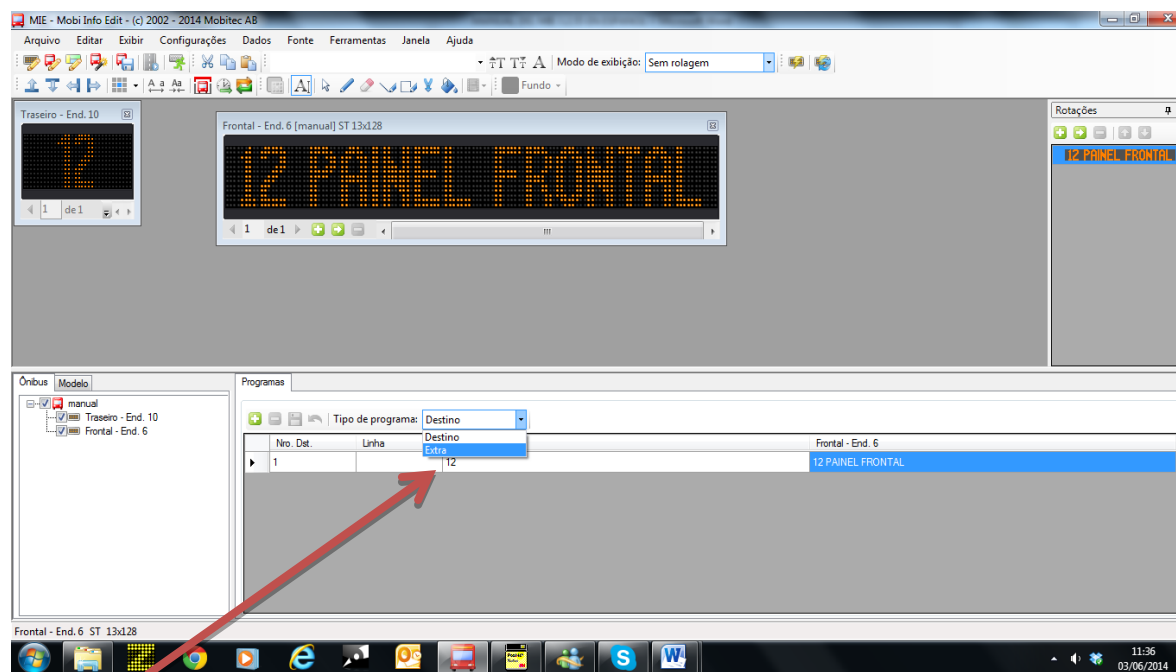 MIE - Mobi Info Edit - (c) 2002 - 2014 Mobitec AB
Arquivo Editar Exibir Configurações Dados Fonte Ferramentas Janela Ajuda
Modo de exibição: Sem rolagem
Fundo
Traseiro - End. 10
12
1 de 1
Frontal - End. 6 [manual] ST 13x128
12 PAINEL FRONTAL
1 de 1
Rotações
12 PAINEL FRONTAL
Ônibus Modelo
manual
Traseiro - End. 10
Frontal - End. 6
Programas
Tipo de programa: Destino
Destino
Extra
Nro. Dst. Linha Frontal - End. 6
1 12 12 PAINEL FRONTAL
Frontal - End. 6 ST 13x128
11:36
03/06/2014